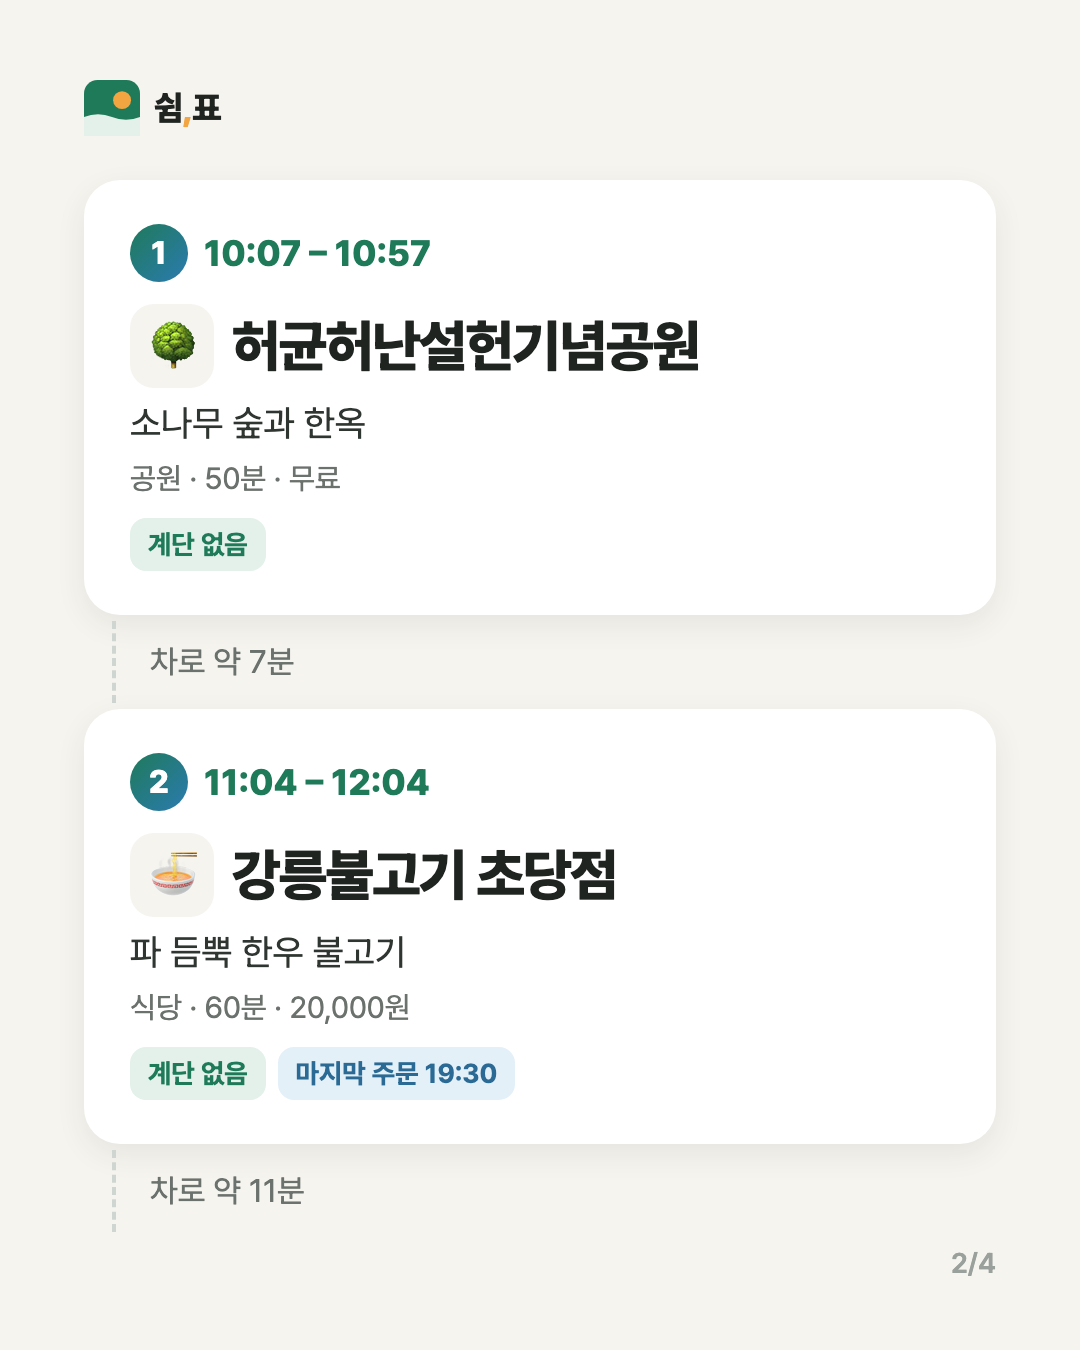 쉼,표
1 10:07 – 10:57
허균허난설헌기념공원
소나무 숲과 한옥
공원 · 50분 · 무료
계단 없음
차로 약 7분
2 11:04 – 12:04
강릉불고기 초당점
파 듬뿍 한우 불고기
식당 · 60분 · 20,000원
계단 없음 마지막 주문 19:30
차로 약 11분
2/4